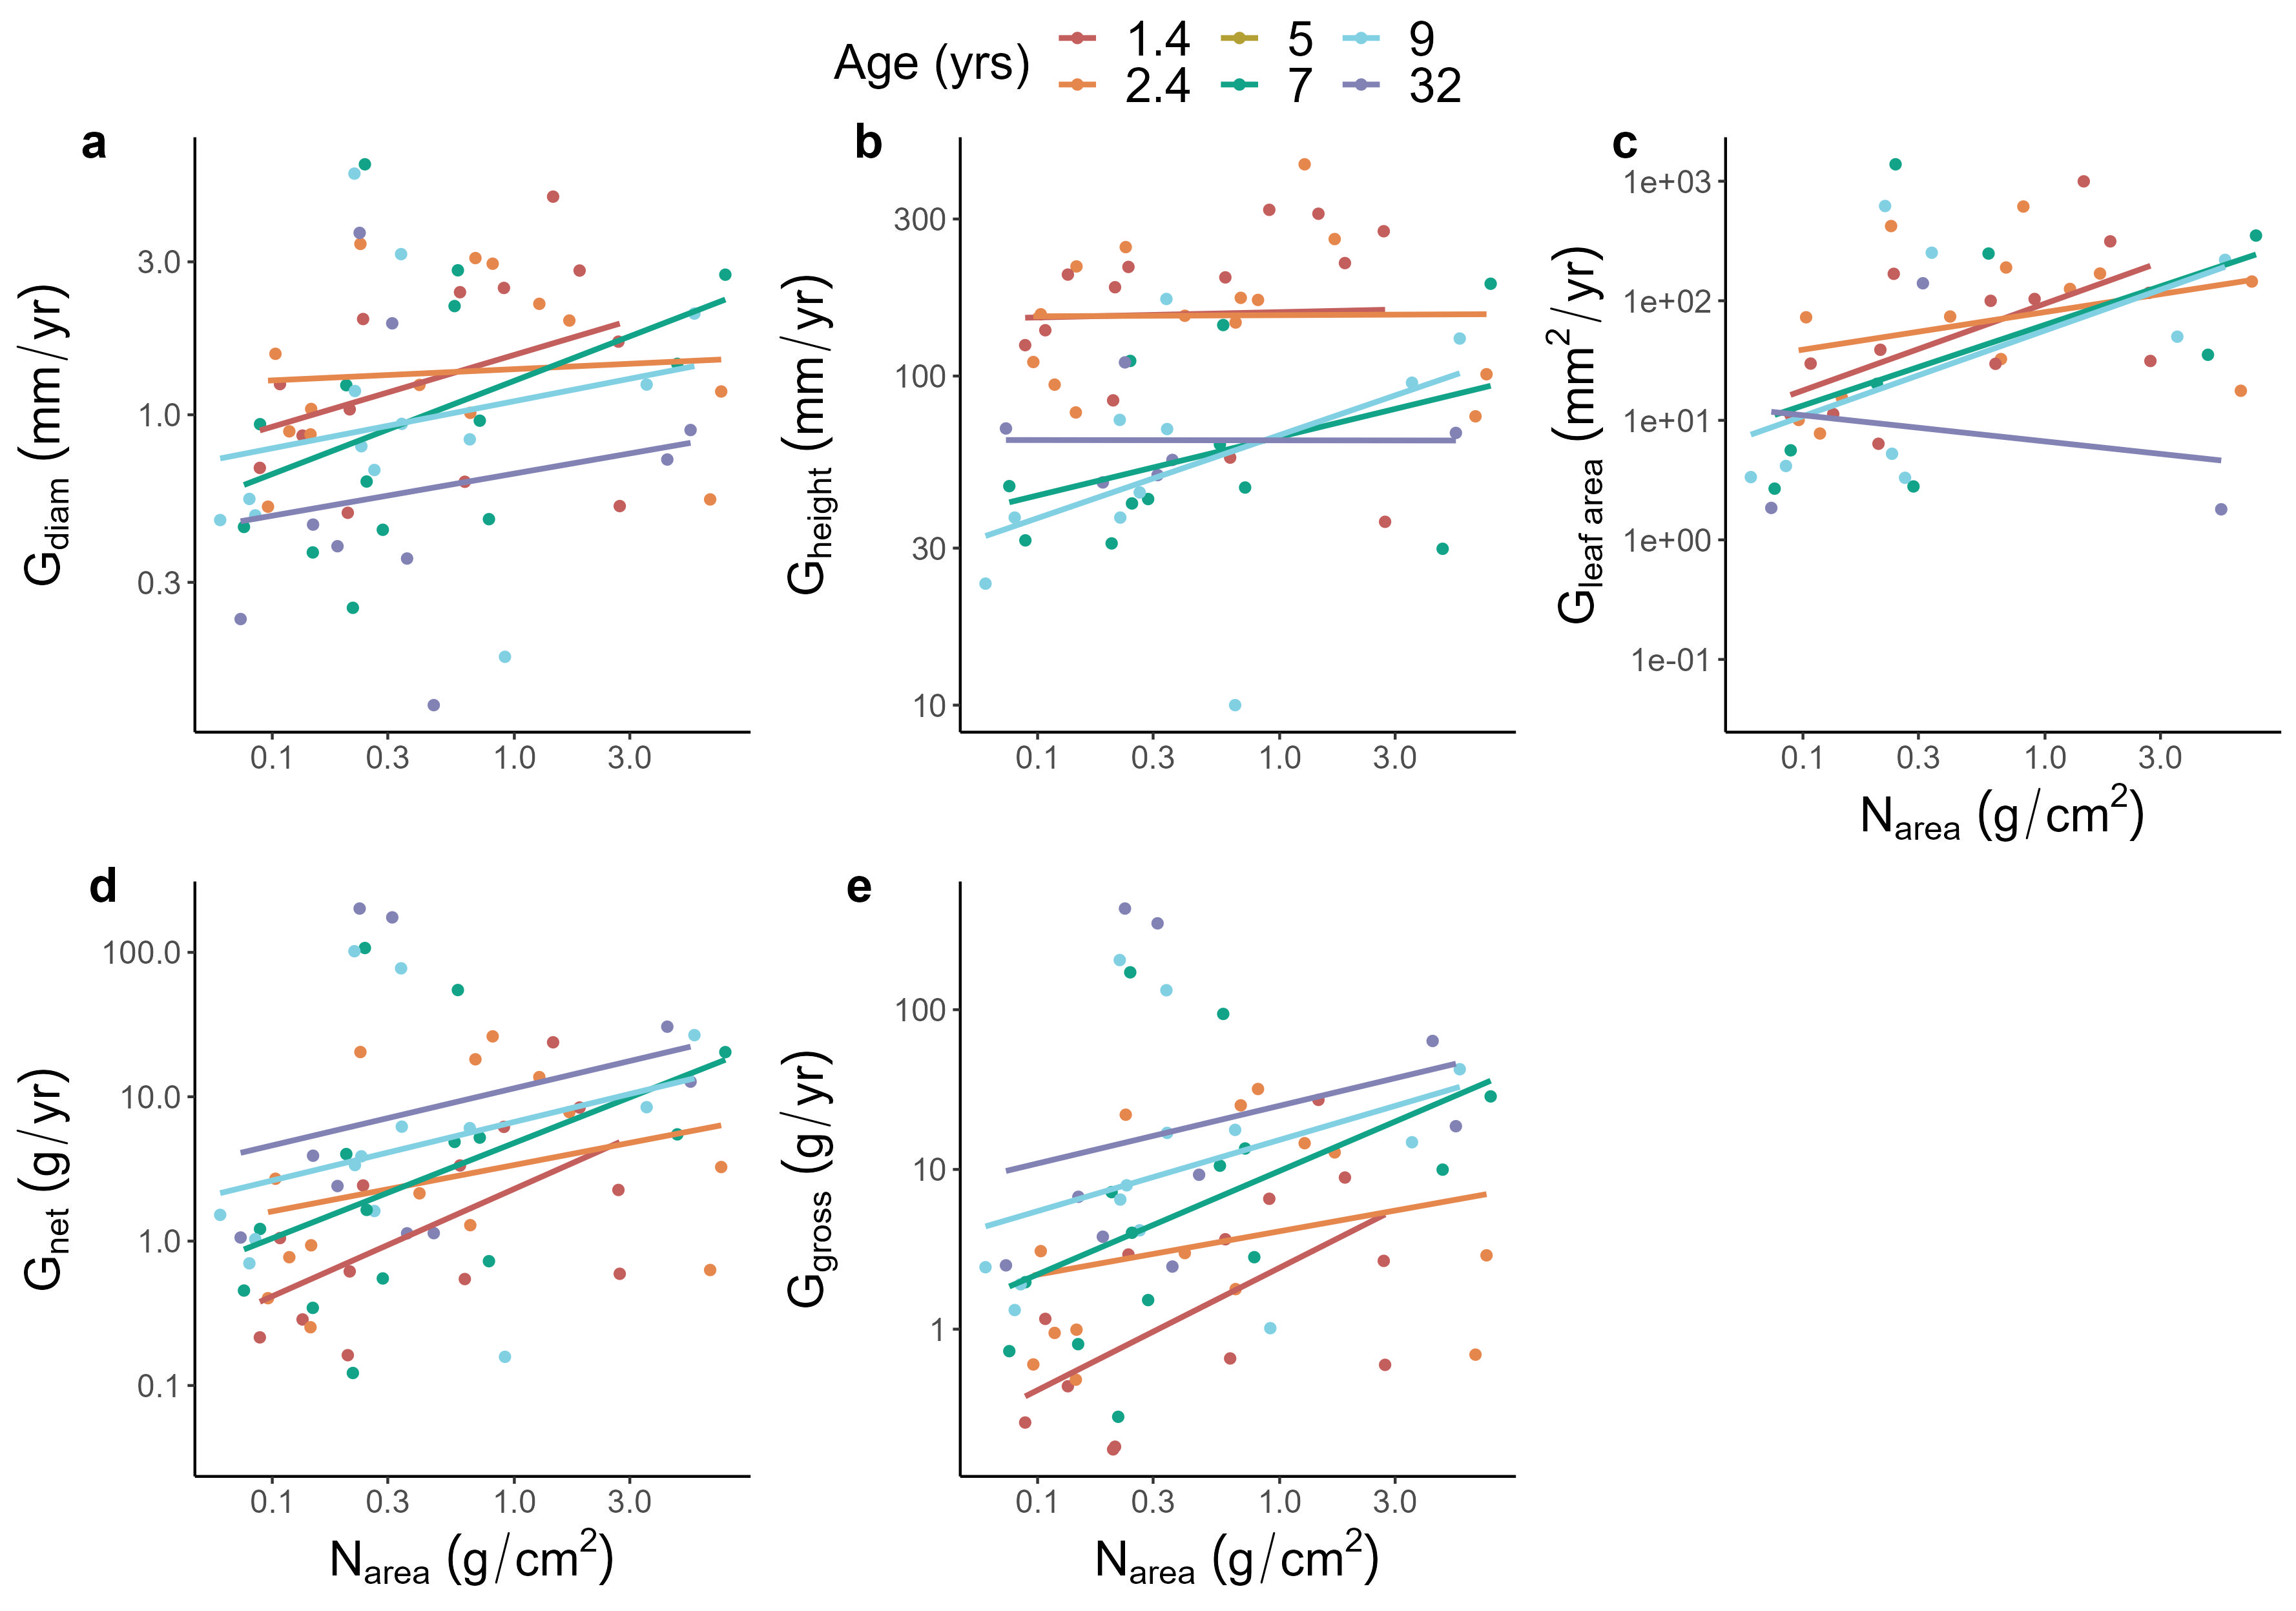 Age (yrs) 1.4 5 9
2.4 7 32
a
G_diam (mm/yr)
3.0
1.0
0.3
0.1 0.3 1.0 3.0
b
G_height (mm/yr)
300
100
30
10
0.1 0.3 1.0 3.0
c
G_leaf area (mm²/yr)
1e+03
1e+02
1e+01
1e+00
1e-01
0.1 0.3 1.0 3.0
N_area (g/cm²)
d
G_net (g/yr)
100.0
10.0
1.0
0.1
0.1 0.3 1.0 3.0
N_area (g/cm²)
e
G_gross (g/yr)
100
10
1
0.1 0.3 1.0 3.0
N_area (g/cm²)